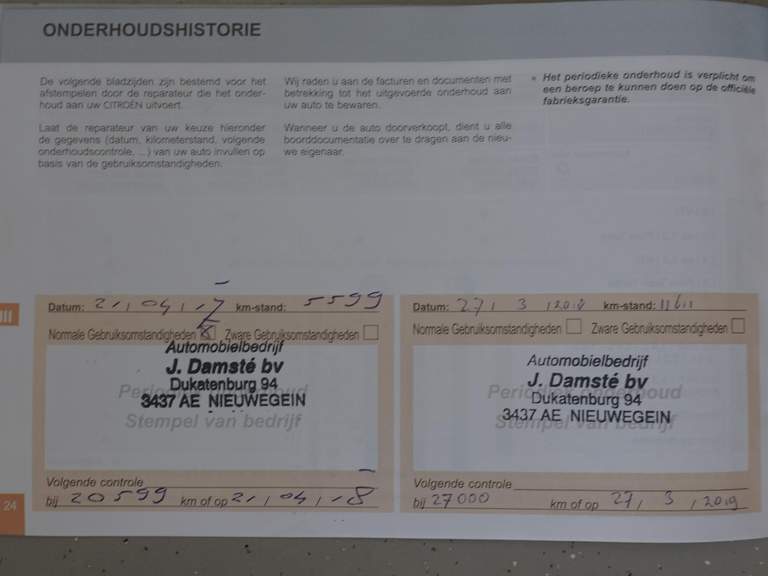 ONDERHOUDSHISTORIE
De volgende bladzijden zijn bestemd voor het
afstempelen door de reparateur die het onder-
houd aan uw CITROËN uitvoert.
Laat de reparateur van uw keuze hieronder
de gegevens (datum, kilometerstand, volgende
onderhoudscontrole, ...) van uw auto invullen op
basis van de gebruiksomstandigheden.
Wij raden u aan de facturen en documenten met
betrekking tot het uitgevoerde onderhoud aan
uw auto te bewaren.
Wanneer u de auto doorverkoopt, dient u alle
boorddocumentatie over te dragen aan de nieu-
we eigenaar.
* Het periodieke onderhoud is verplicht om
een beroep te kunnen doen op de officiële
fabrieksgarantie.
III
Datum: 21, 04, 17 km-stand: 5599
Normale Gebruiksomstandigheden Zware Gebruiksomstandigheden
Automobielbedrijf
J. Damsté bv
Periodiek onderhoud
Dukatenburg 94
3437 AE NIEUWEGEIN
Stempel van bedrijf
Volgende controle
bij 20599 km of op 21, 04, 18
Datum: 27, 3, 2018 km-stand:
Normale Gebruiksomstandigheden Zware Gebruiksomstandigheden
Automobielbedrijf
J. Damsté bv
Periodiek onderhoud
Dukatenburg 94
3437 AE NIEUWEGEIN
Stempel van bedrijf
Volgende controle
bij 27000 km of op 27, 3, 2019
24